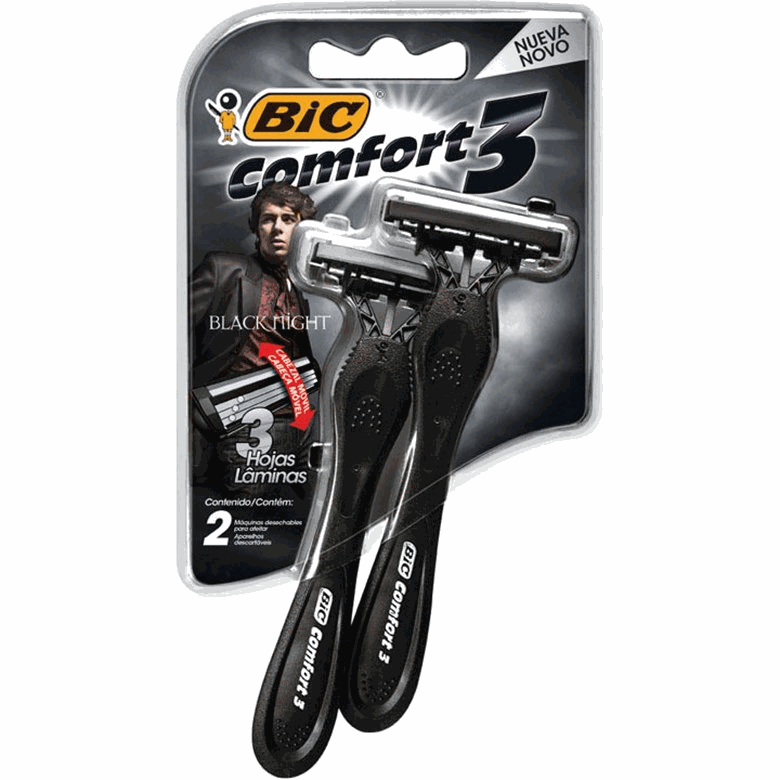 NUEVA
NOVO
BiC®
comfort 3
BLACK NIGHT
CABEZAL MÓVIL
CABEÇA MÓVEL
3
Hojas
Lâminas
Contenido/Contém:
2
Máquinas desechables
para afeitar
Aparelhos
descartáveis
BiC Comfort 3
BiC Comfort 3